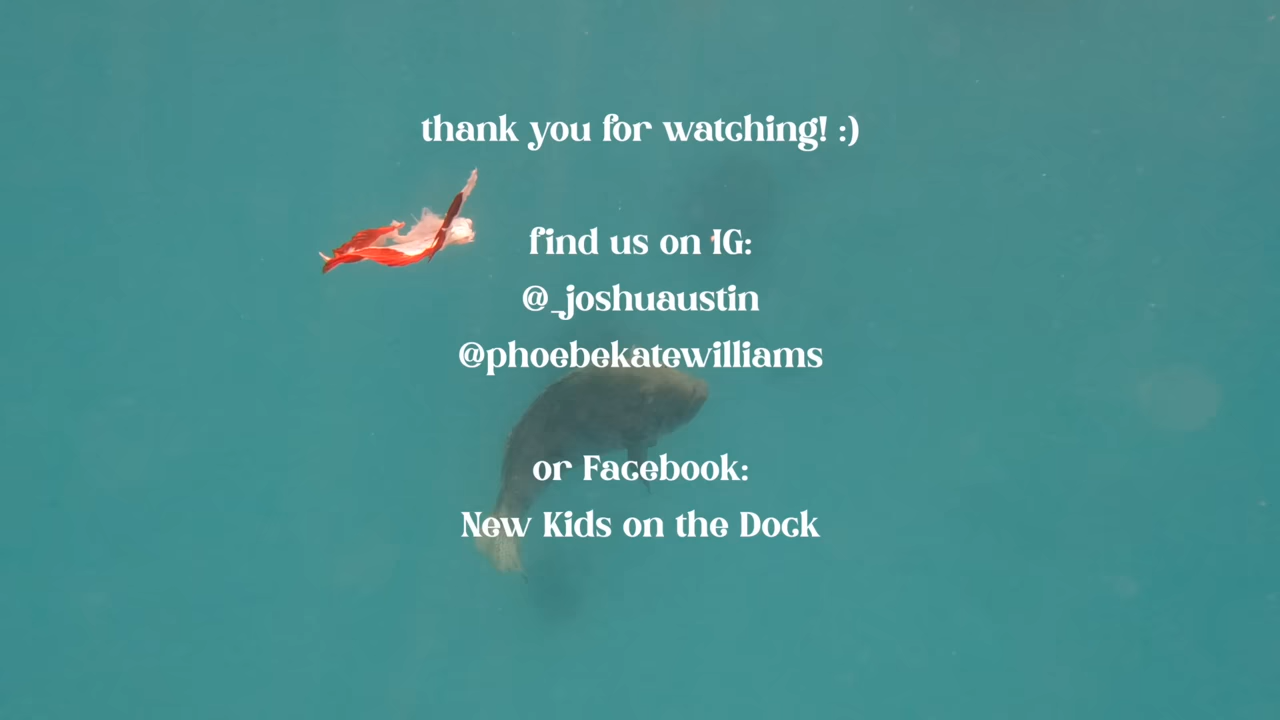 thank you for watching! :)
find us on IG:
@_joshuaustin
@phoebekatewilliams
or Facebook:
New Kids on the Dock